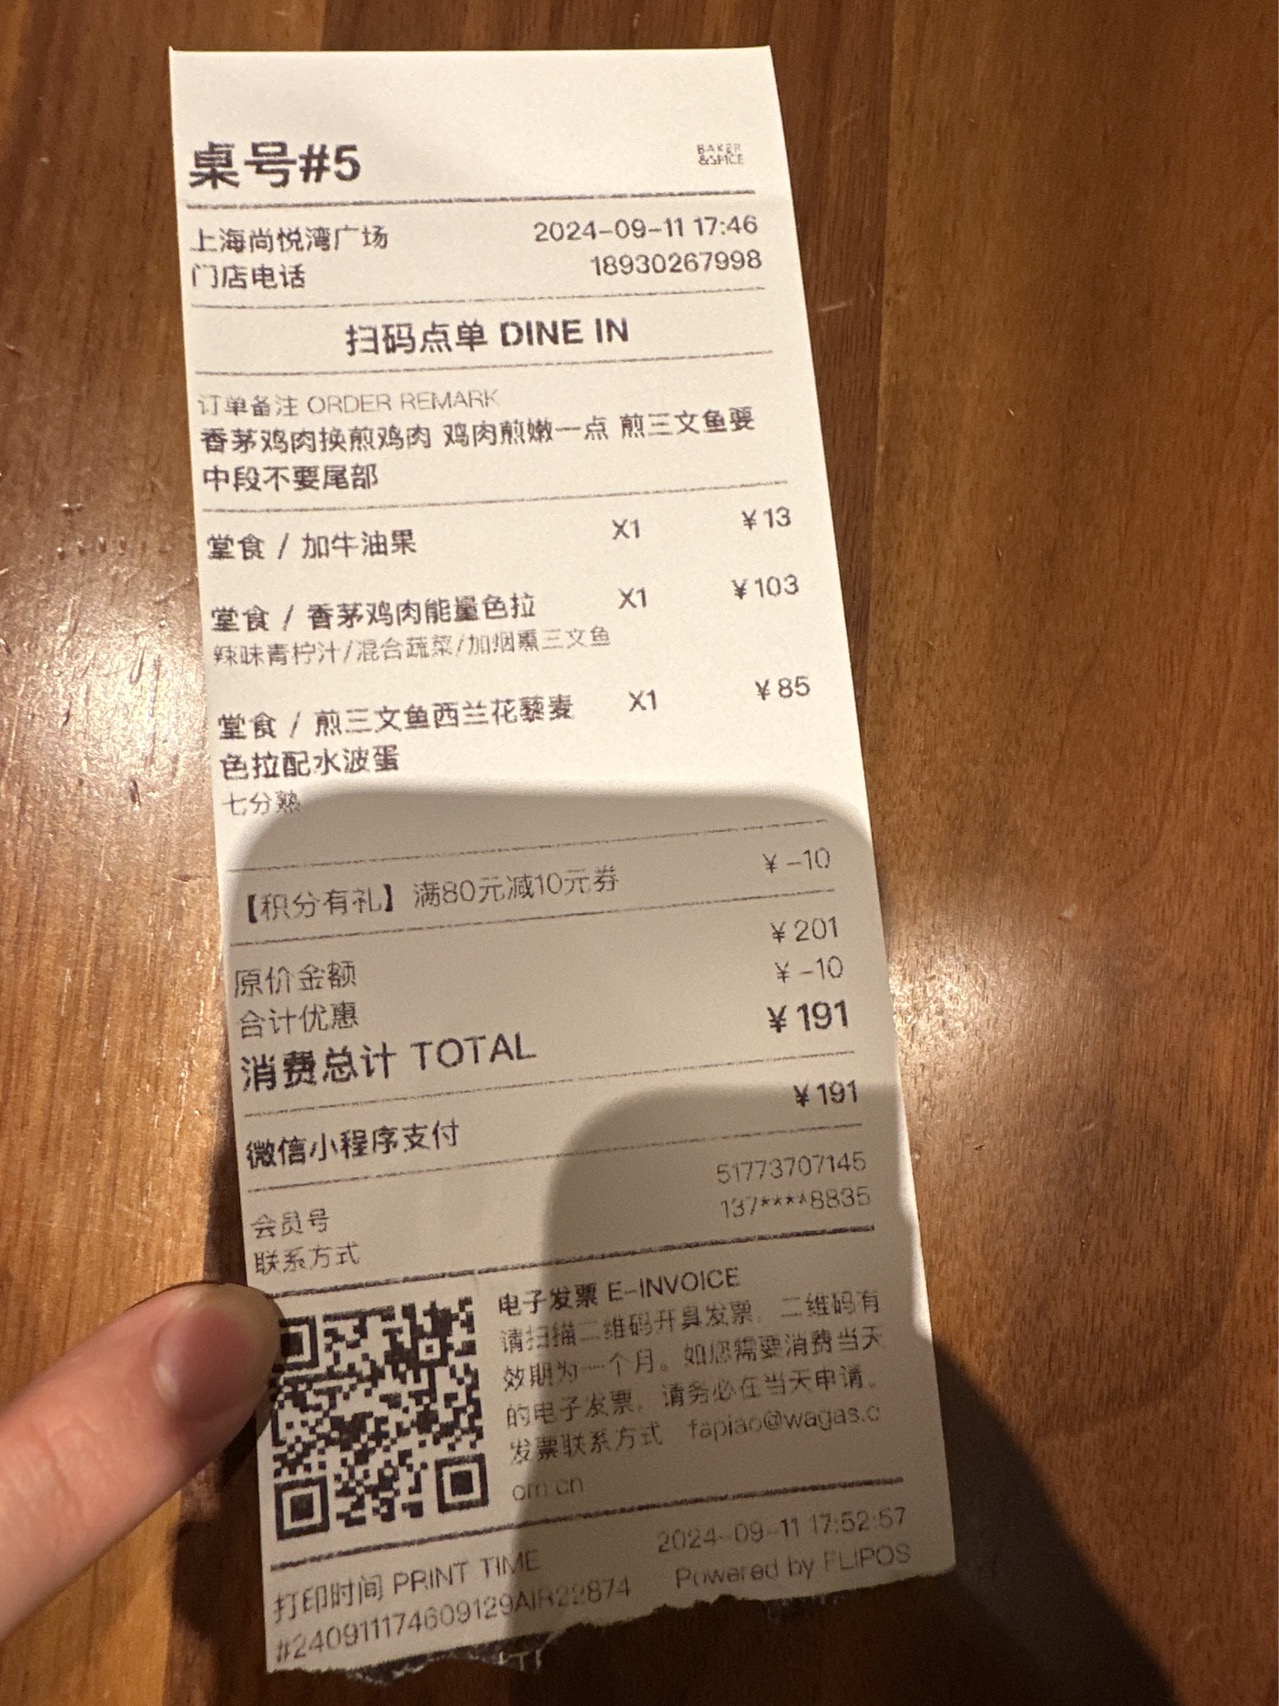 桌号#5
BAKER
&SPICE
上海尚悦湾广场 2024-09-11 17:46
门店电话 18930267998
扫码点单 DINE IN
订单备注 ORDER REMARK
香茅鸡肉换煎鸡肉 鸡肉煎嫩一点 煎三文鱼要
中段不要尾部
堂食 / 加牛油果 X1 ¥13
堂食 / 香茅鸡肉能量色拉 X1 ¥103
辣味青柠汁/混合蔬菜/加烟熏三文鱼
堂食 / 煎三文鱼西兰花藜麦 X1 ¥85
色拉配水波蛋
七分熟
【积分有礼】满80元减10元券 ¥-10
原价金额 ¥201
合计优惠 ¥-10
消费总计 TOTAL ¥191
微信小程序支付 ¥191
会员号 51773707145
联系方式 137****8835
电子发票 E-INVOICE
请扫描二维码开具发票，二维码有
效期为一个月。如您需要消费当天
的电子发票，请务必在当天申请。
发票联系方式 fapiao@wagas.c
om.cn
打印时间 PRINT TIME 2024-09-11 17:52:57
#240911174609129AIR22874 Powered by FLIPOS